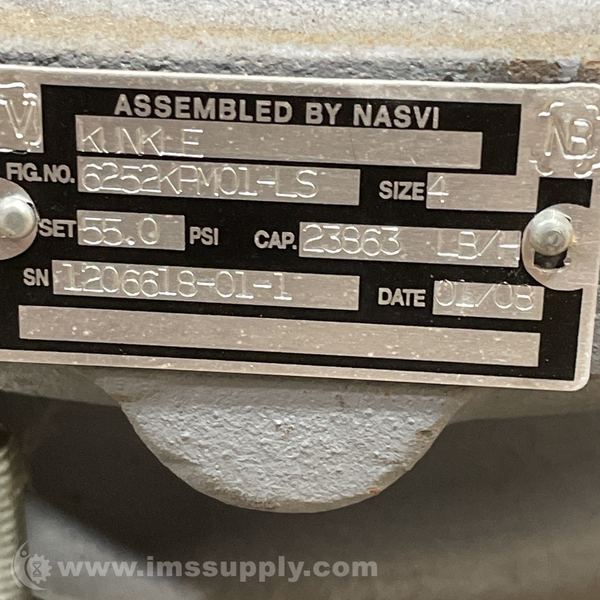 V
ASSEMBLED BY NASVI
NB
KUNKLE
FIG.NO. 6252KPM01-LS SIZE 4
SET 55.0 PSI CAP. 23863 LB/H
SN 1206618-01-1 DATE 01/08
www.imssupply.com